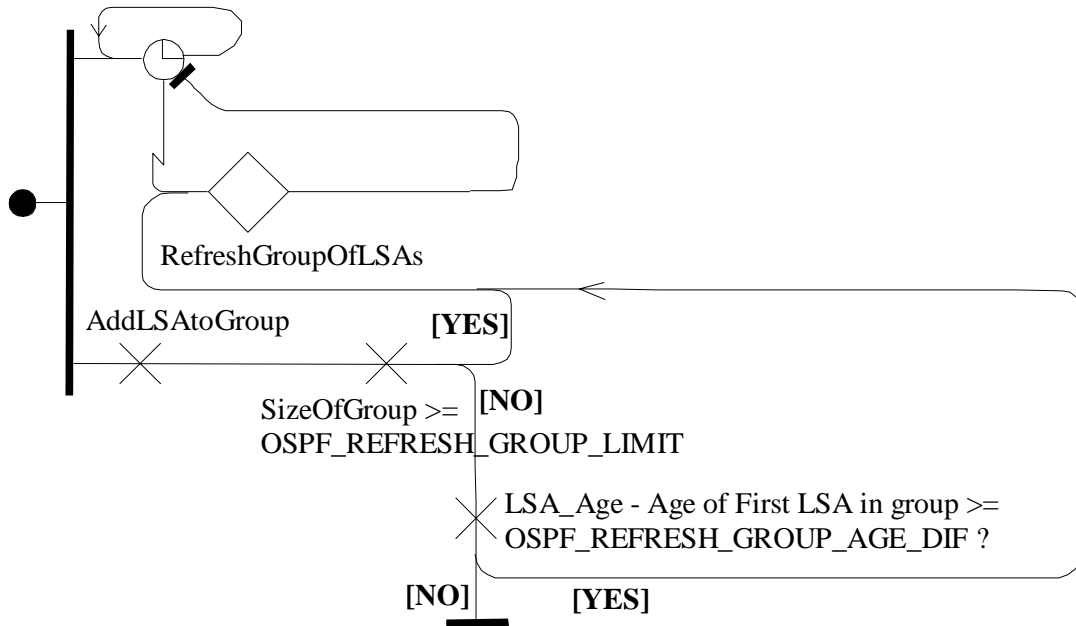 RefreshGroupOfLSAs
AddLSAtoGroup
[YES]
SizeOfGroup >=
OSPF_REFRESH_GROUP_LIMIT
[NO]
LSA_Age - Age of First LSA in group >=
OSPF_REFRESH_GROUP_AGE_DIF ?
[NO]
[YES]